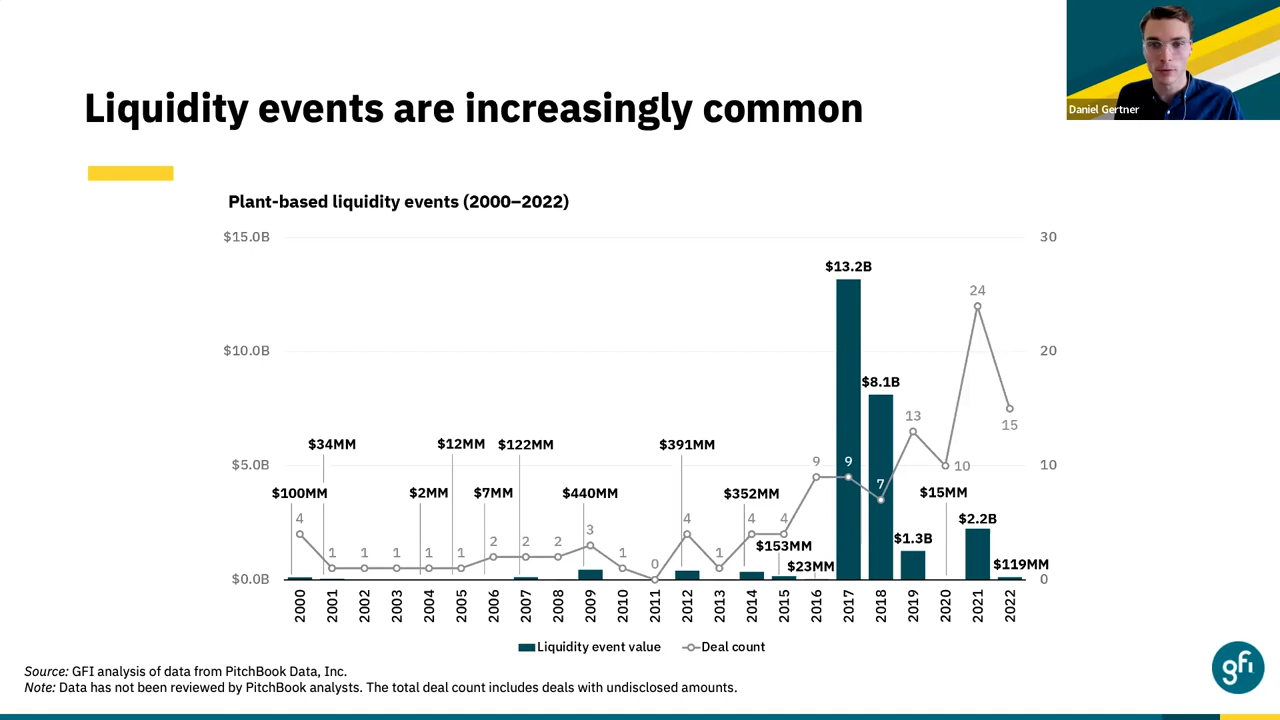 Daniel Gertner
Liquidity events are increasingly common
Plant-based liquidity events (2000–2022)
$15.0B
30
$13.2B
24
$10.0B
20
$8.1B
13
15
$34MM
$12MM
$122MM
$391MM
9
9
$5.0B
10
10
7
$100MM
$2MM
$7MM
$440MM
$352MM
$15MM
4
1
1
1
1
1
2
2
2
3
1
0
4
1
4
4
$2.2B
$1.3B
$153MM
$23MM
$119MM
$0.0B
0
2000
2001
2002
2003
2004
2005
2006
2007
2008
2009
2010
2011
2012
2013
2014
2015
2016
2017
2018
2019
2020
2021
2022
Liquidity event value
Deal count
Source: GFI analysis of data from PitchBook Data, Inc.
Note: Data has not been reviewed by PitchBook analysts. The total deal count includes deals with undisclosed amounts.
gfi